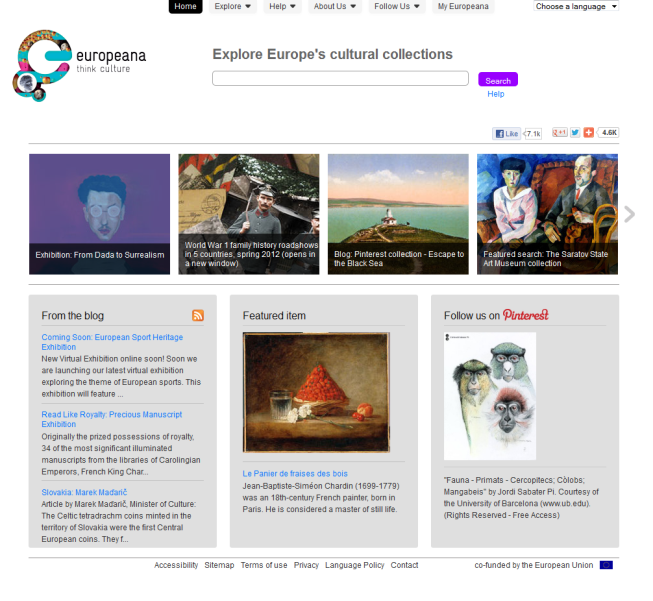 Home Explore Help About Us Follow Us My Europeana Choose a language
europeana
think culture
Explore Europe's cultural collections
Search
Help
Like 7.1k +1 4.6K
Exhibition: From Dada to Surrealism
World War 1 family history roadshows
in 5 countries, spring 2012 (opens in
a new window)
Blog: Pinterest collection - Escape to
the Black Sea
Featured search: The Saratov State
Art Museum collection
From the blog
Coming Soon: European Sport Heritage
Exhibition
New Virtual Exhibition online soon! Soon we
are launching our latest virtual exhibition
exploring the theme of European sports. This
exhibition will feature ...
Read Like Royalty: Precious Manuscript
Exhibition
Originally the prized possessions of royalty,
34 of the most significant illuminated
manuscripts from the libraries of Carolingian
Emperors, French King Char...
Slovakia: Marek Maďarič
Article by Marek Maďarič, Minister of Culture:
The Celtic tetradrachm coins minted in the
territory of Slovakia were the first Central
European coins. They f...
Featured item
Le Panier de fraises des bois
Jean-Baptiste-Siméon Chardin (1699-1779)
was an 18th-century French painter, born in
Paris. He is considered a master of still life.
Follow us on Pinterest
"Fauna - Primats - Cercopitecs; Còlobs;
Mangabeis" by Jordi Sabater Pi. Courtesy of
the University of Barcelona (www.ub.edu).
(Rights Reserved - Free Access)
Accessibility Sitemap Terms of use Privacy Language Policy Contact co-funded by the European Union